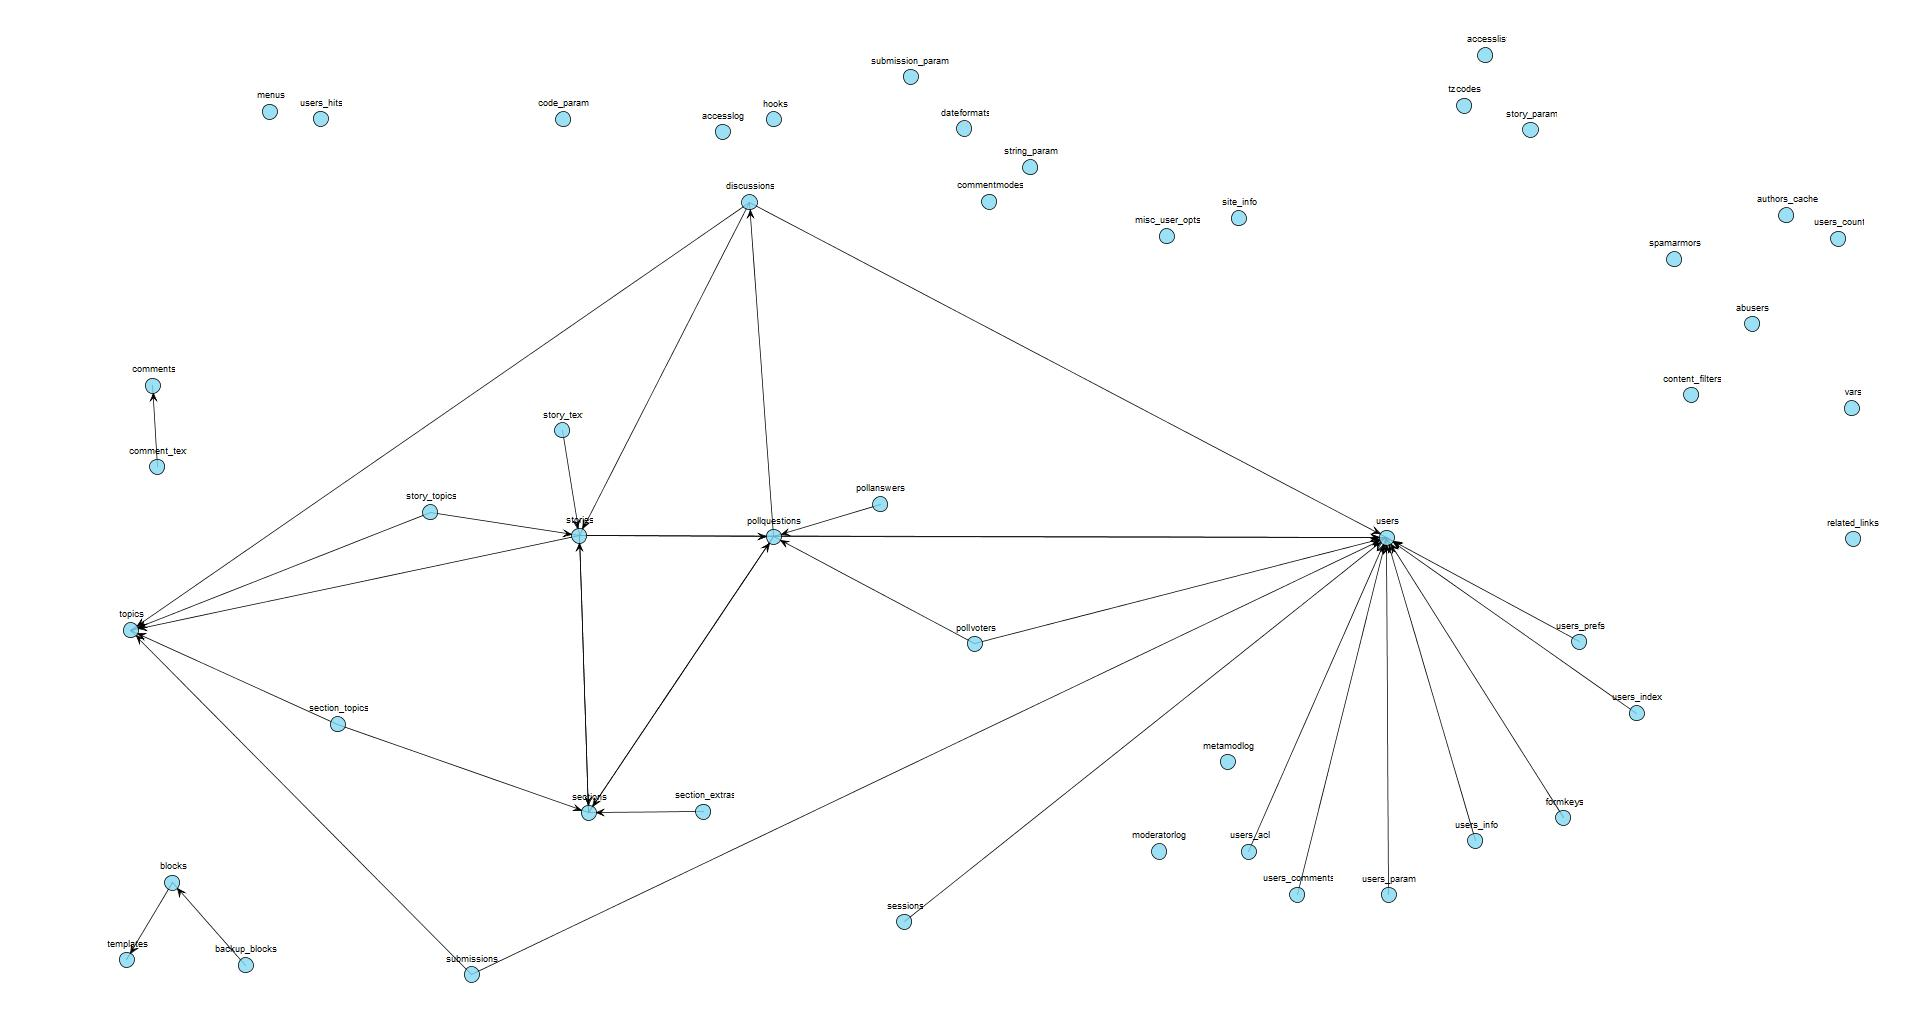 accesslis
submission_param
tzcodes
menus
users_hits
code_param
hooks
accesslog
dateformats
story_param
string_param
discussions
commentmodes
authors_cache
site_info
misc_user_opts
users_count
spamarmors
abusers
comments
content_filters
vars
story_tex
comment_tex
pollanswers
story_topics
stories
pollquestions
users
related_links
topics
pollvoters
users_prefs
users_index
section_topics
metamodlog
sections
section_extras
formkeys
users_info
moderatorlog
users_acl
blocks
users_comments
users_param
sessions
templates
backup_blocks
submissions